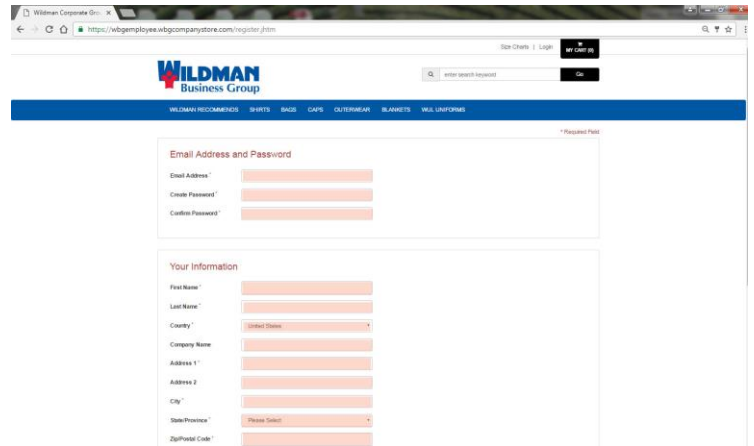 Wildman Corporate Gro
https://wbgemployee.wbgcompanystore.com/register.jhtm
Size Charts | Login MY CART (0)
WILDMAN
Business Group
enter search keyword Go
WILDMAN RECOMMENDS SHIRTS BAGS CAPS OUTERWEAR BLANKETS WUL UNIFORMS
* Required Field
Email Address and Password
Email Address *
Create Password *
Confirm Password *
Your Information
First Name *
Last Name *
Country * United States
Company Name
Address 1 *
Address 2
City *
State/Province * Please Select
Zip/Postal Code *